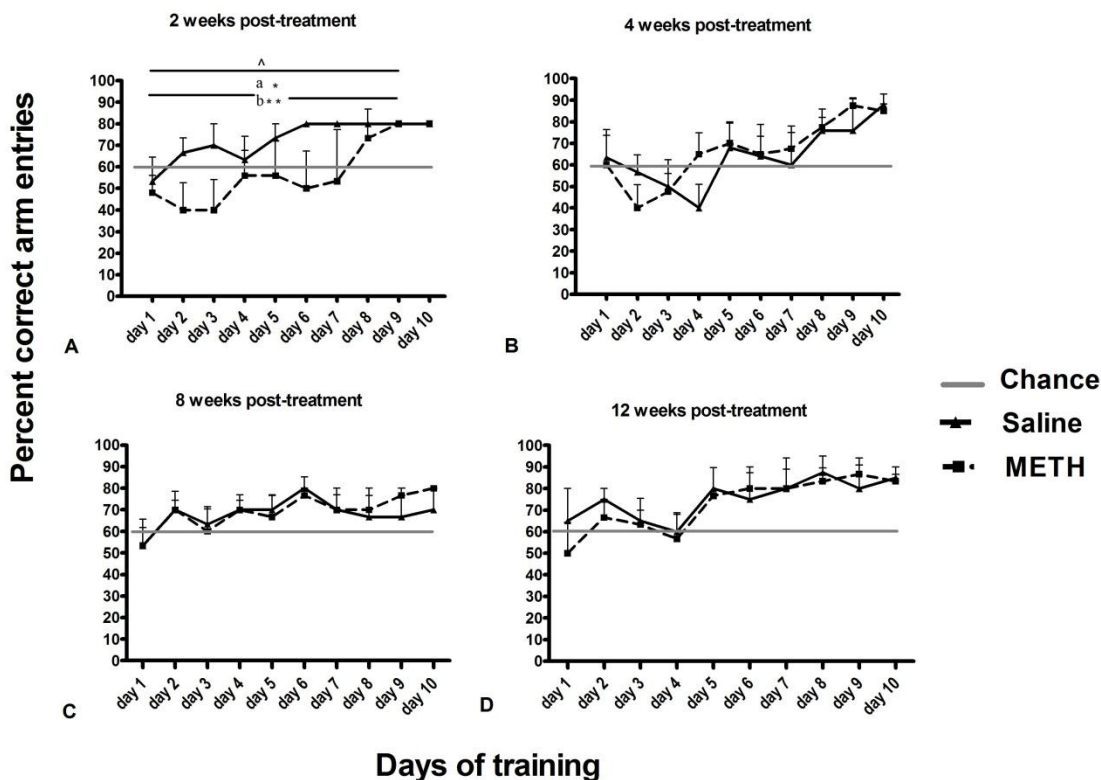 Percent correct arm entries
2 weeks post-treatment
^
a *
b**
100
90
80
70
60
50
40
30
20
10
0
day 1
day 2
day 3
day 4
day 5
day 6
day 7
day 8
day 9
day 10
A
4 weeks post-treatment
100
90
80
70
60
50
40
30
20
10
0
day 1
day 2
day 3
day 4
day 5
day 6
day 7
day 8
day 9
day 10
B
8 weeks post-treatment
100
90
80
70
60
50
40
30
20
10
0
day 1
day 2
day 3
day 4
day 5
day 6
day 7
day 8
day 9
day 10
C
12 weeks post-treatment
100
90
80
70
60
50
40
30
20
10
0
day 1
day 2
day 3
day 4
day 5
day 6
day 7
day 8
day 9
day 10
D
Chance
Saline
METH
Days of training